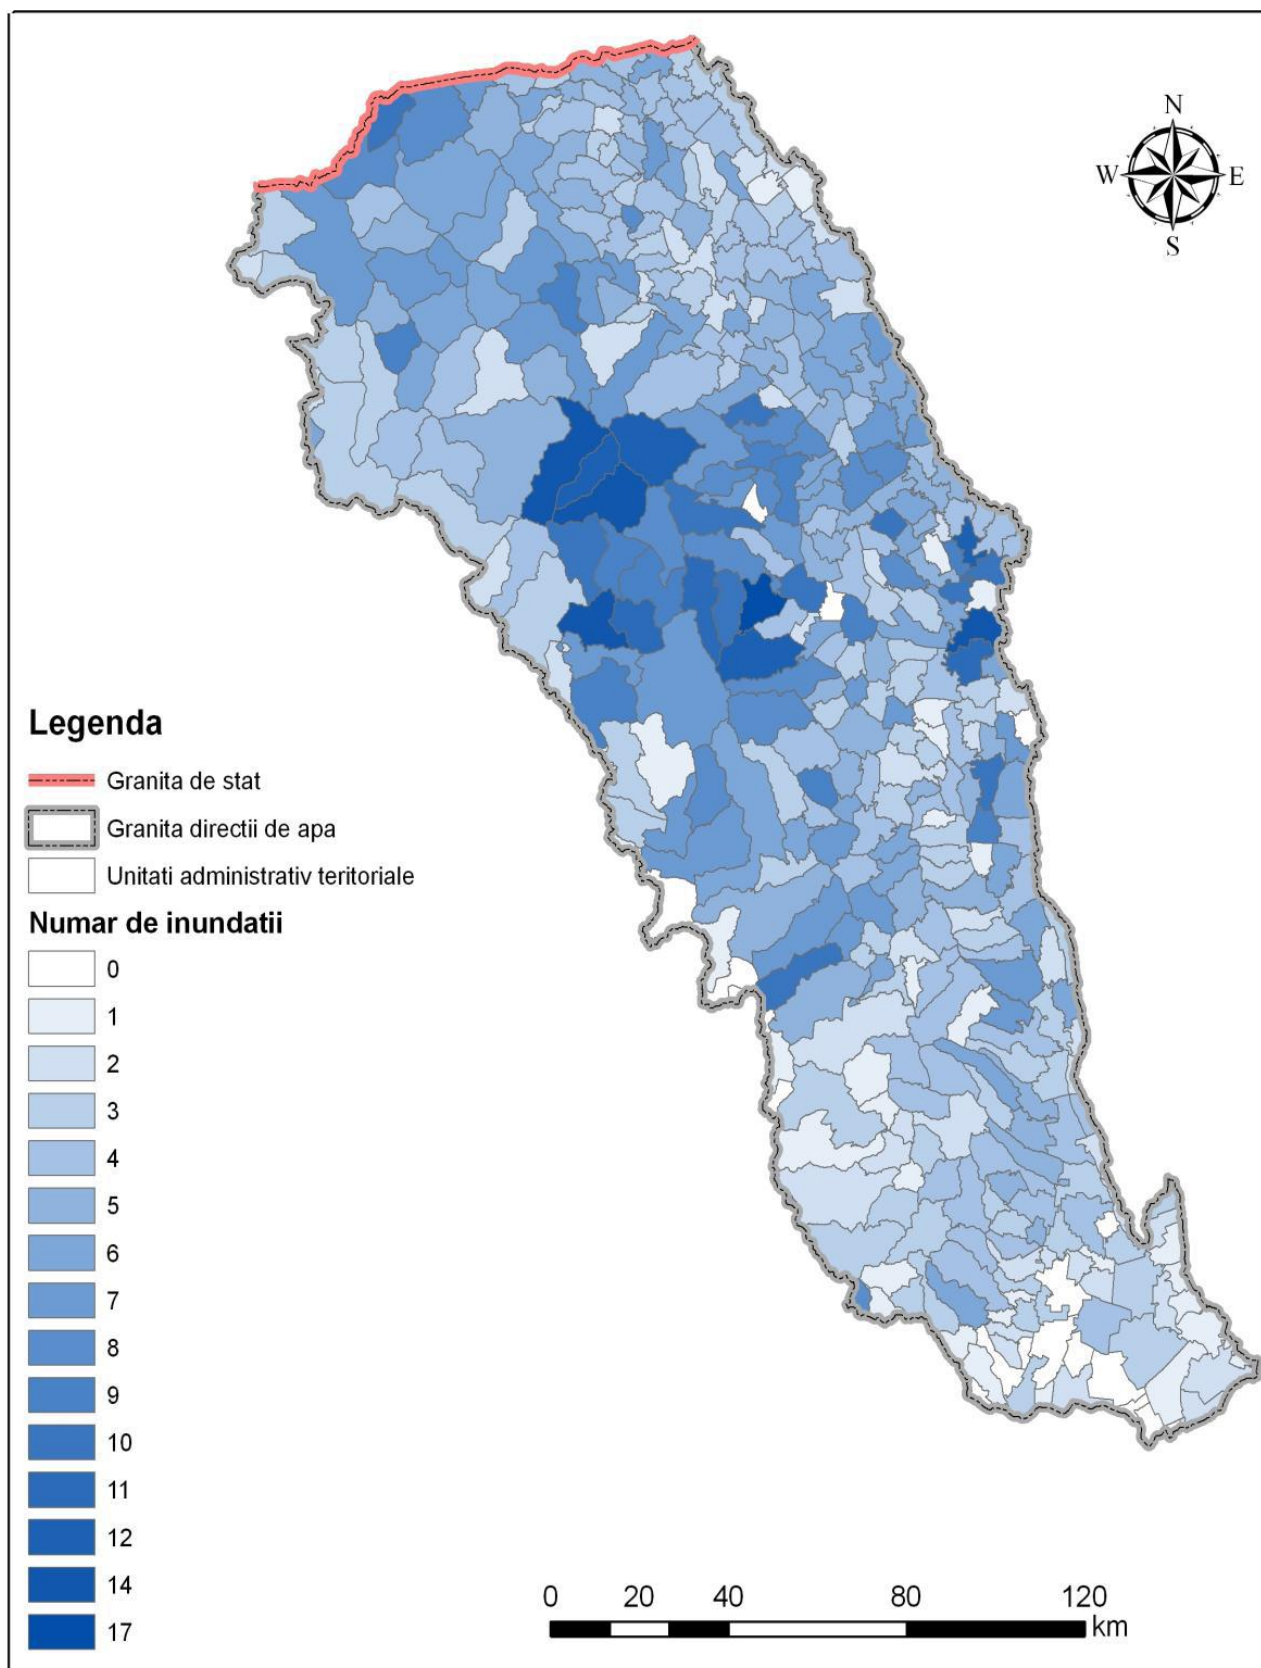 N
W E
S
Legenda
Granita de stat
Granita directii de apa
Unitati administrativ teritoriale
Numar de inundatii
0
1
2
3
4
5
6
7
8
9
10
11
12
14
17
0 20 40 80 120
km